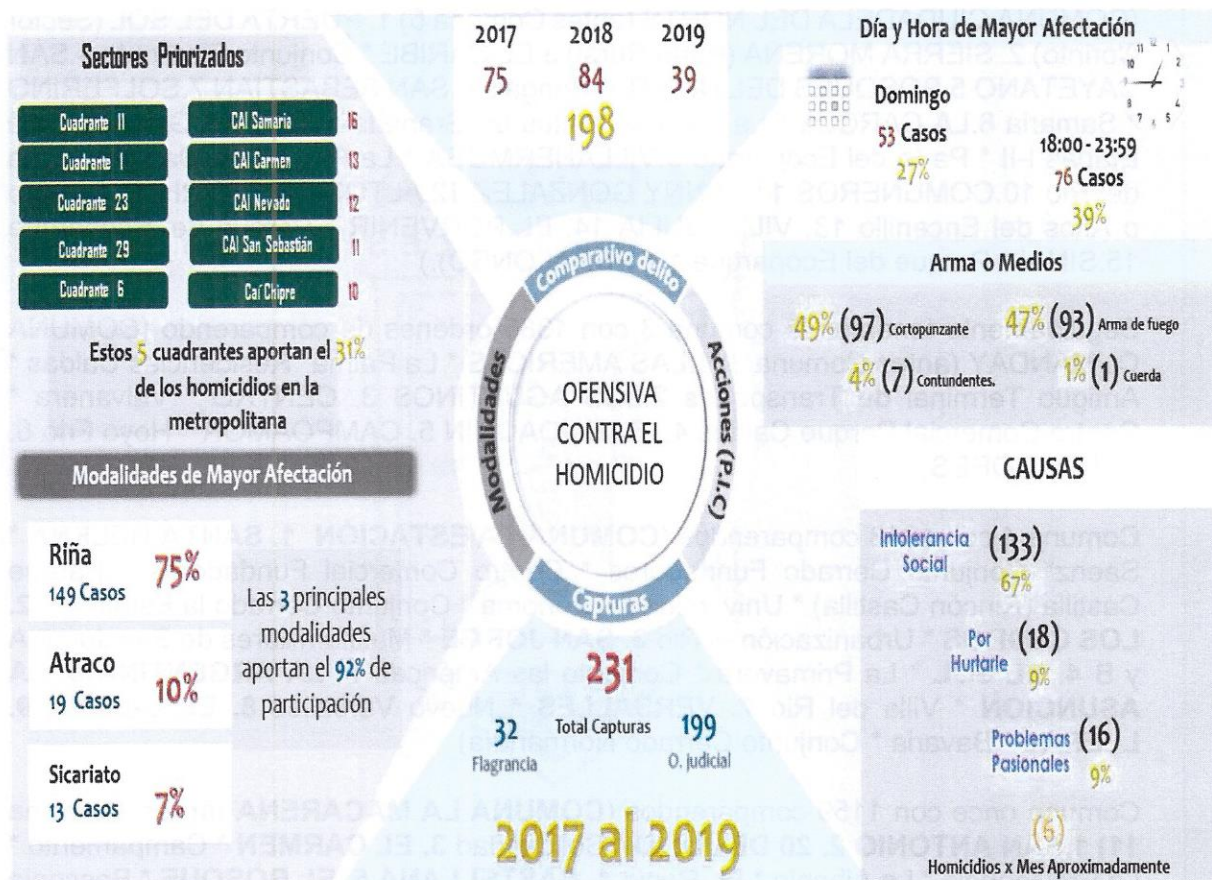 Sectores Priorizados
Cuadrante 11 CAI Samaria 16
Cuadrante 1 CAI Carmen 13
Cuadrante 23 CAI Nevado 12
Cuadrante 29 CAI San Sebastián 11
Cuadrante 6 Caí Chipre 10
Estos 5 cuadrantes aportan el 31%
de los homicidios en la
metropolitana
Modalidades de Mayor Afectación
Riña
149 Casos 75%
Atraco
19 Casos 10%
Sicariato
13 Casos 7%
Las 3 principales
modalidades
aportan el 92% de
participación
2017 2018 2019
75 84 39
198
Comparativo delito
Modalidades
Acciones (P.I.C)
Capturas
OFENSIVA
CONTRA EL
HOMICIDIO
231
32 Total Capturas 199
Flagrancia O. judicial
2017 al 2019
Día y Hora de Mayor Afectación
Domingo
53 Casos
27%
18:00 - 23:59
76 Casos
39%
Arma o Medios
49% (97) Cortopunzante 47% (93) Arma de fuego
4% (7) Contundentes. 1% (1) Cuerda
CAUSAS
Intolerancia
Social
(133)
67%
Por
Hurtarle
(18)
9%
Problemas
Pasionales
(16)
9%
(6)
Homicidios x Mes Aproximadamente